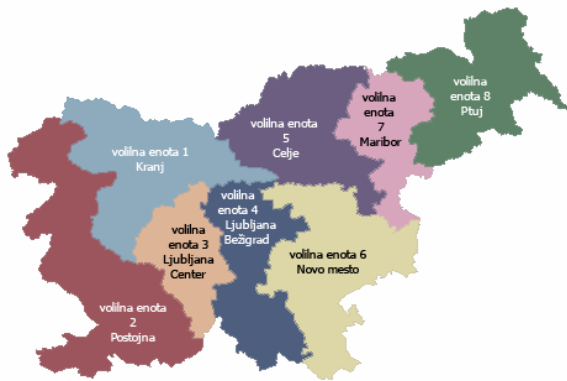 volilna enota 1
Kranj
volilna enota
2
Postojna
volilna
enota 3
Ljubljana
Center
volilna
enota 4
Ljubljana
Bežigrad
volilna enota
5
Celje
volilna enota 6
Novo mesto
volilna
enota
7
Maribor
volilna
enota 8
Ptuj